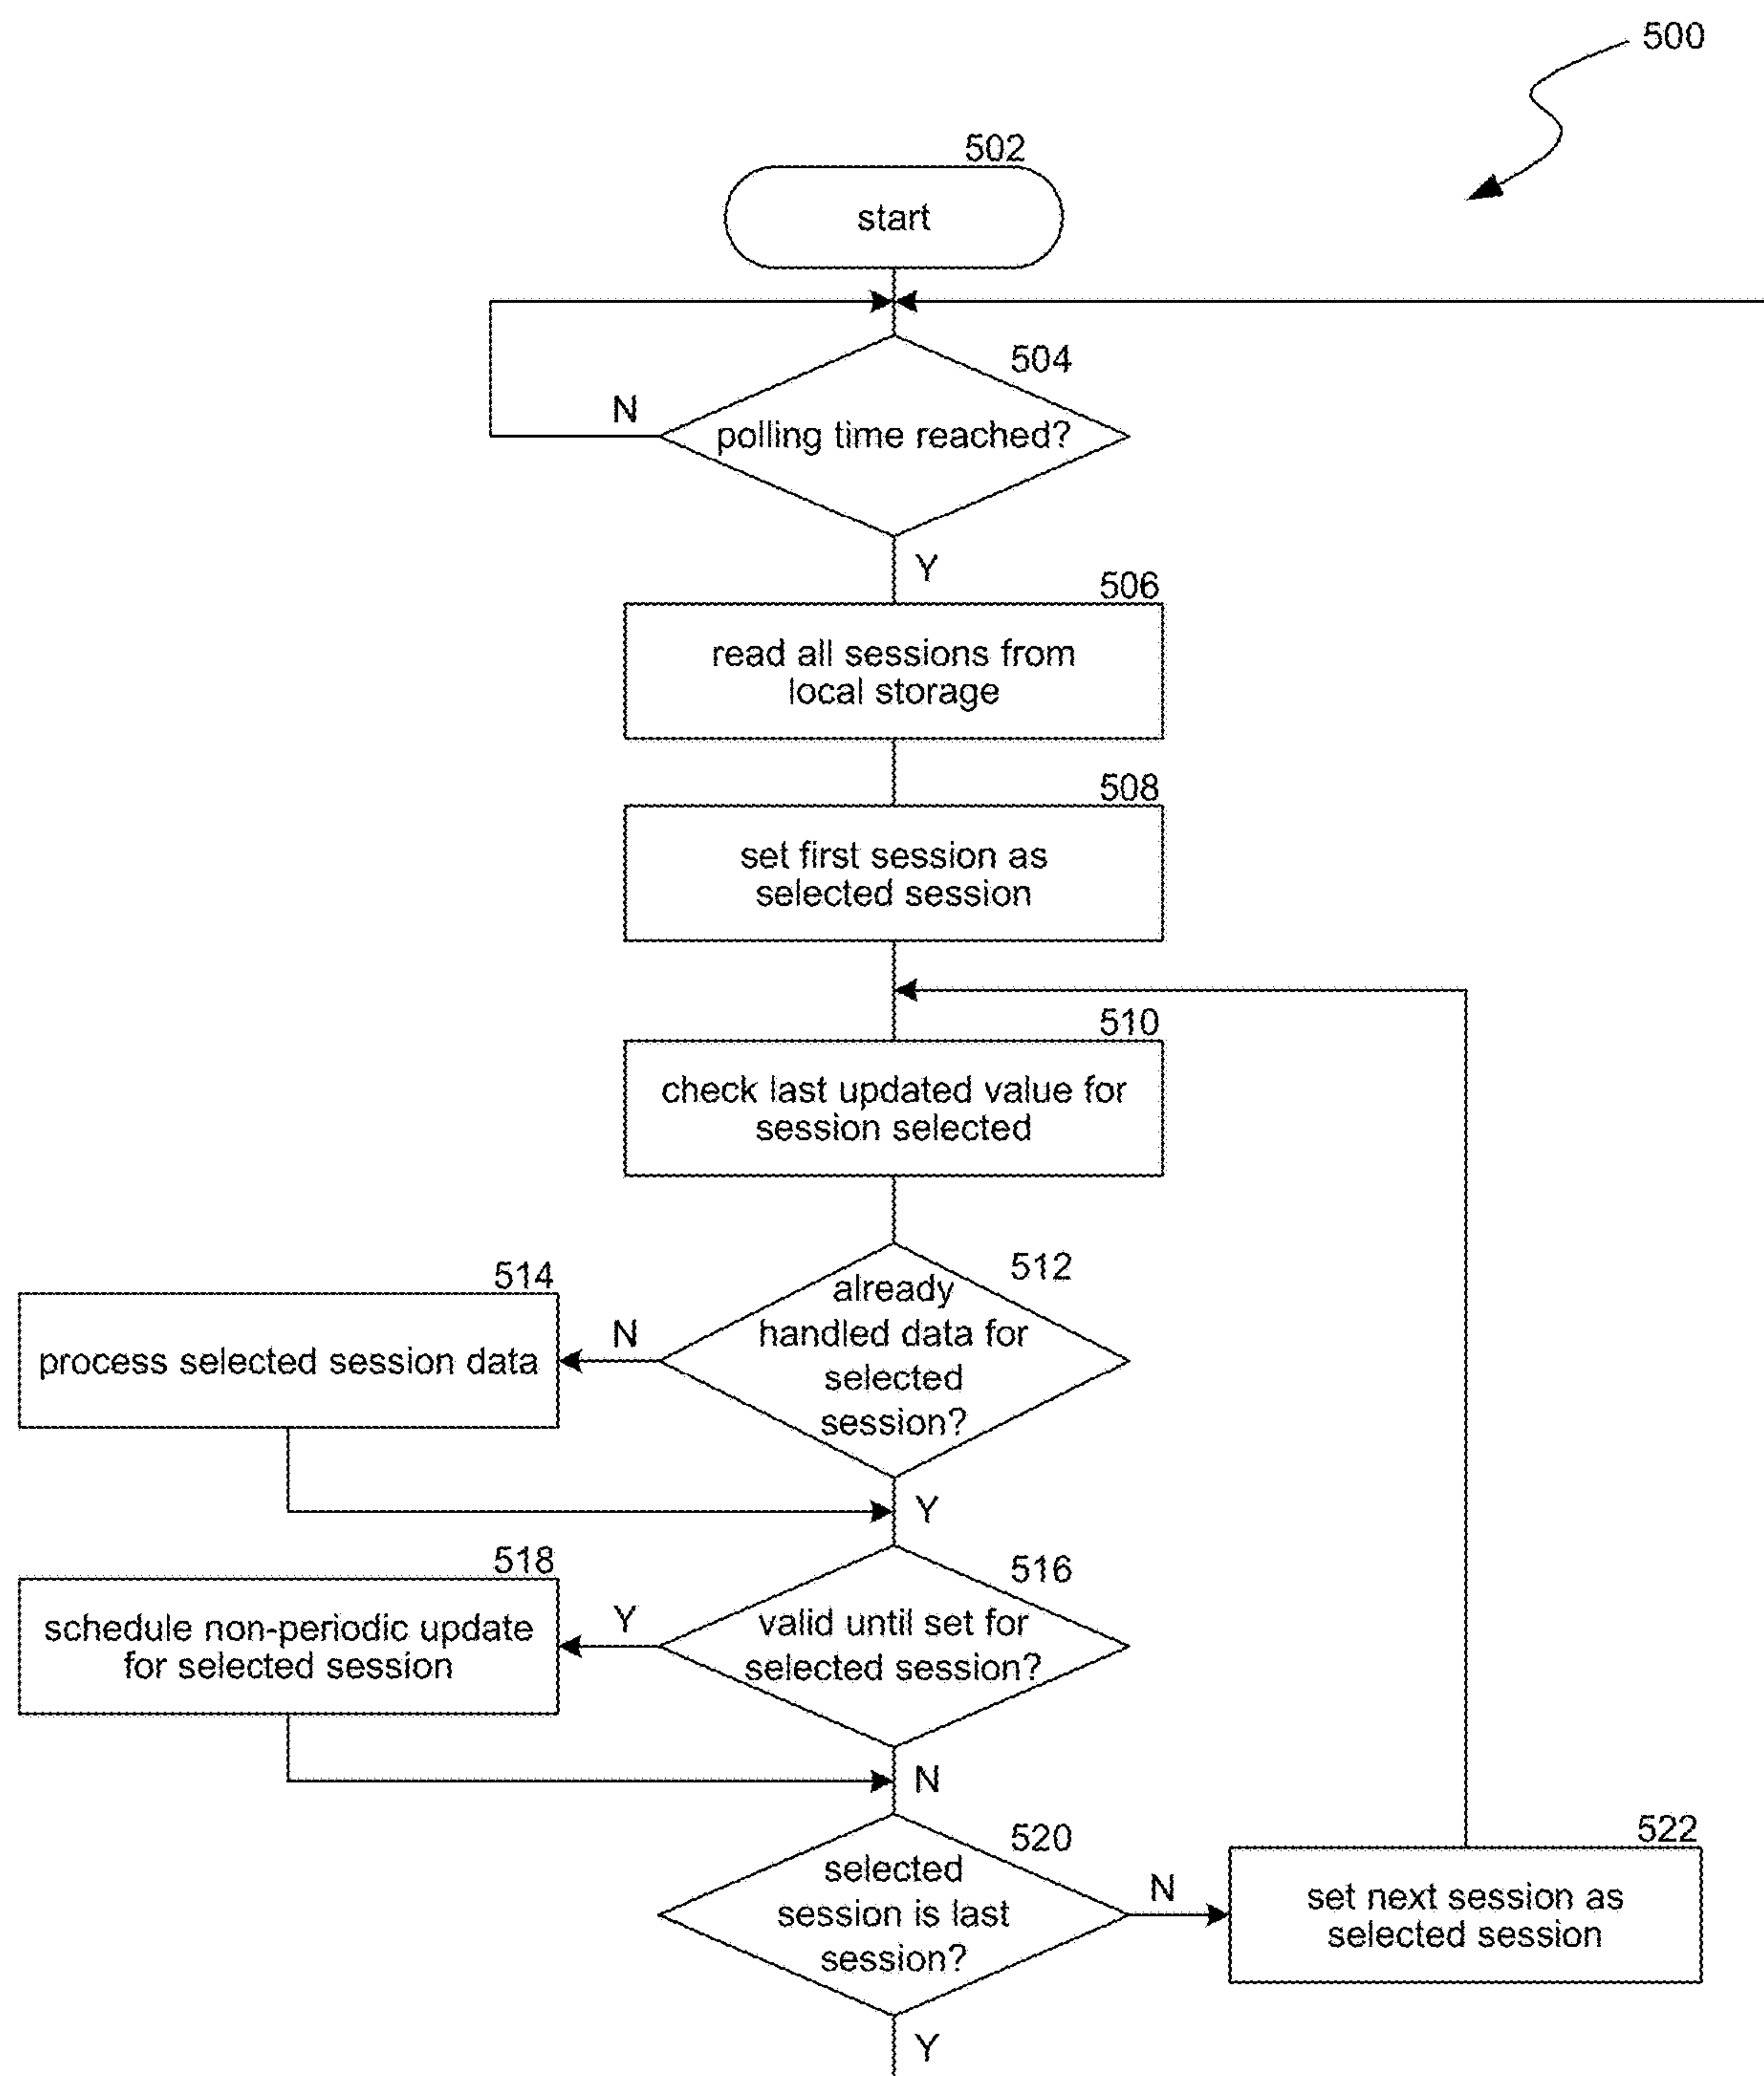 500
502
start
504
N
polling time reached?
Y
506
read all sessions from
local storage
508
set first session as
selected session
510
check last updated value for
session selected
512
already
handled data for
selected
session?
514
N
process selected session data
Y
516
valid until set for
selected session?
518
Y
schedule non-periodic update
for selected session
N
520
selected
session is last
session?
N
522
set next session as
selected session
Y